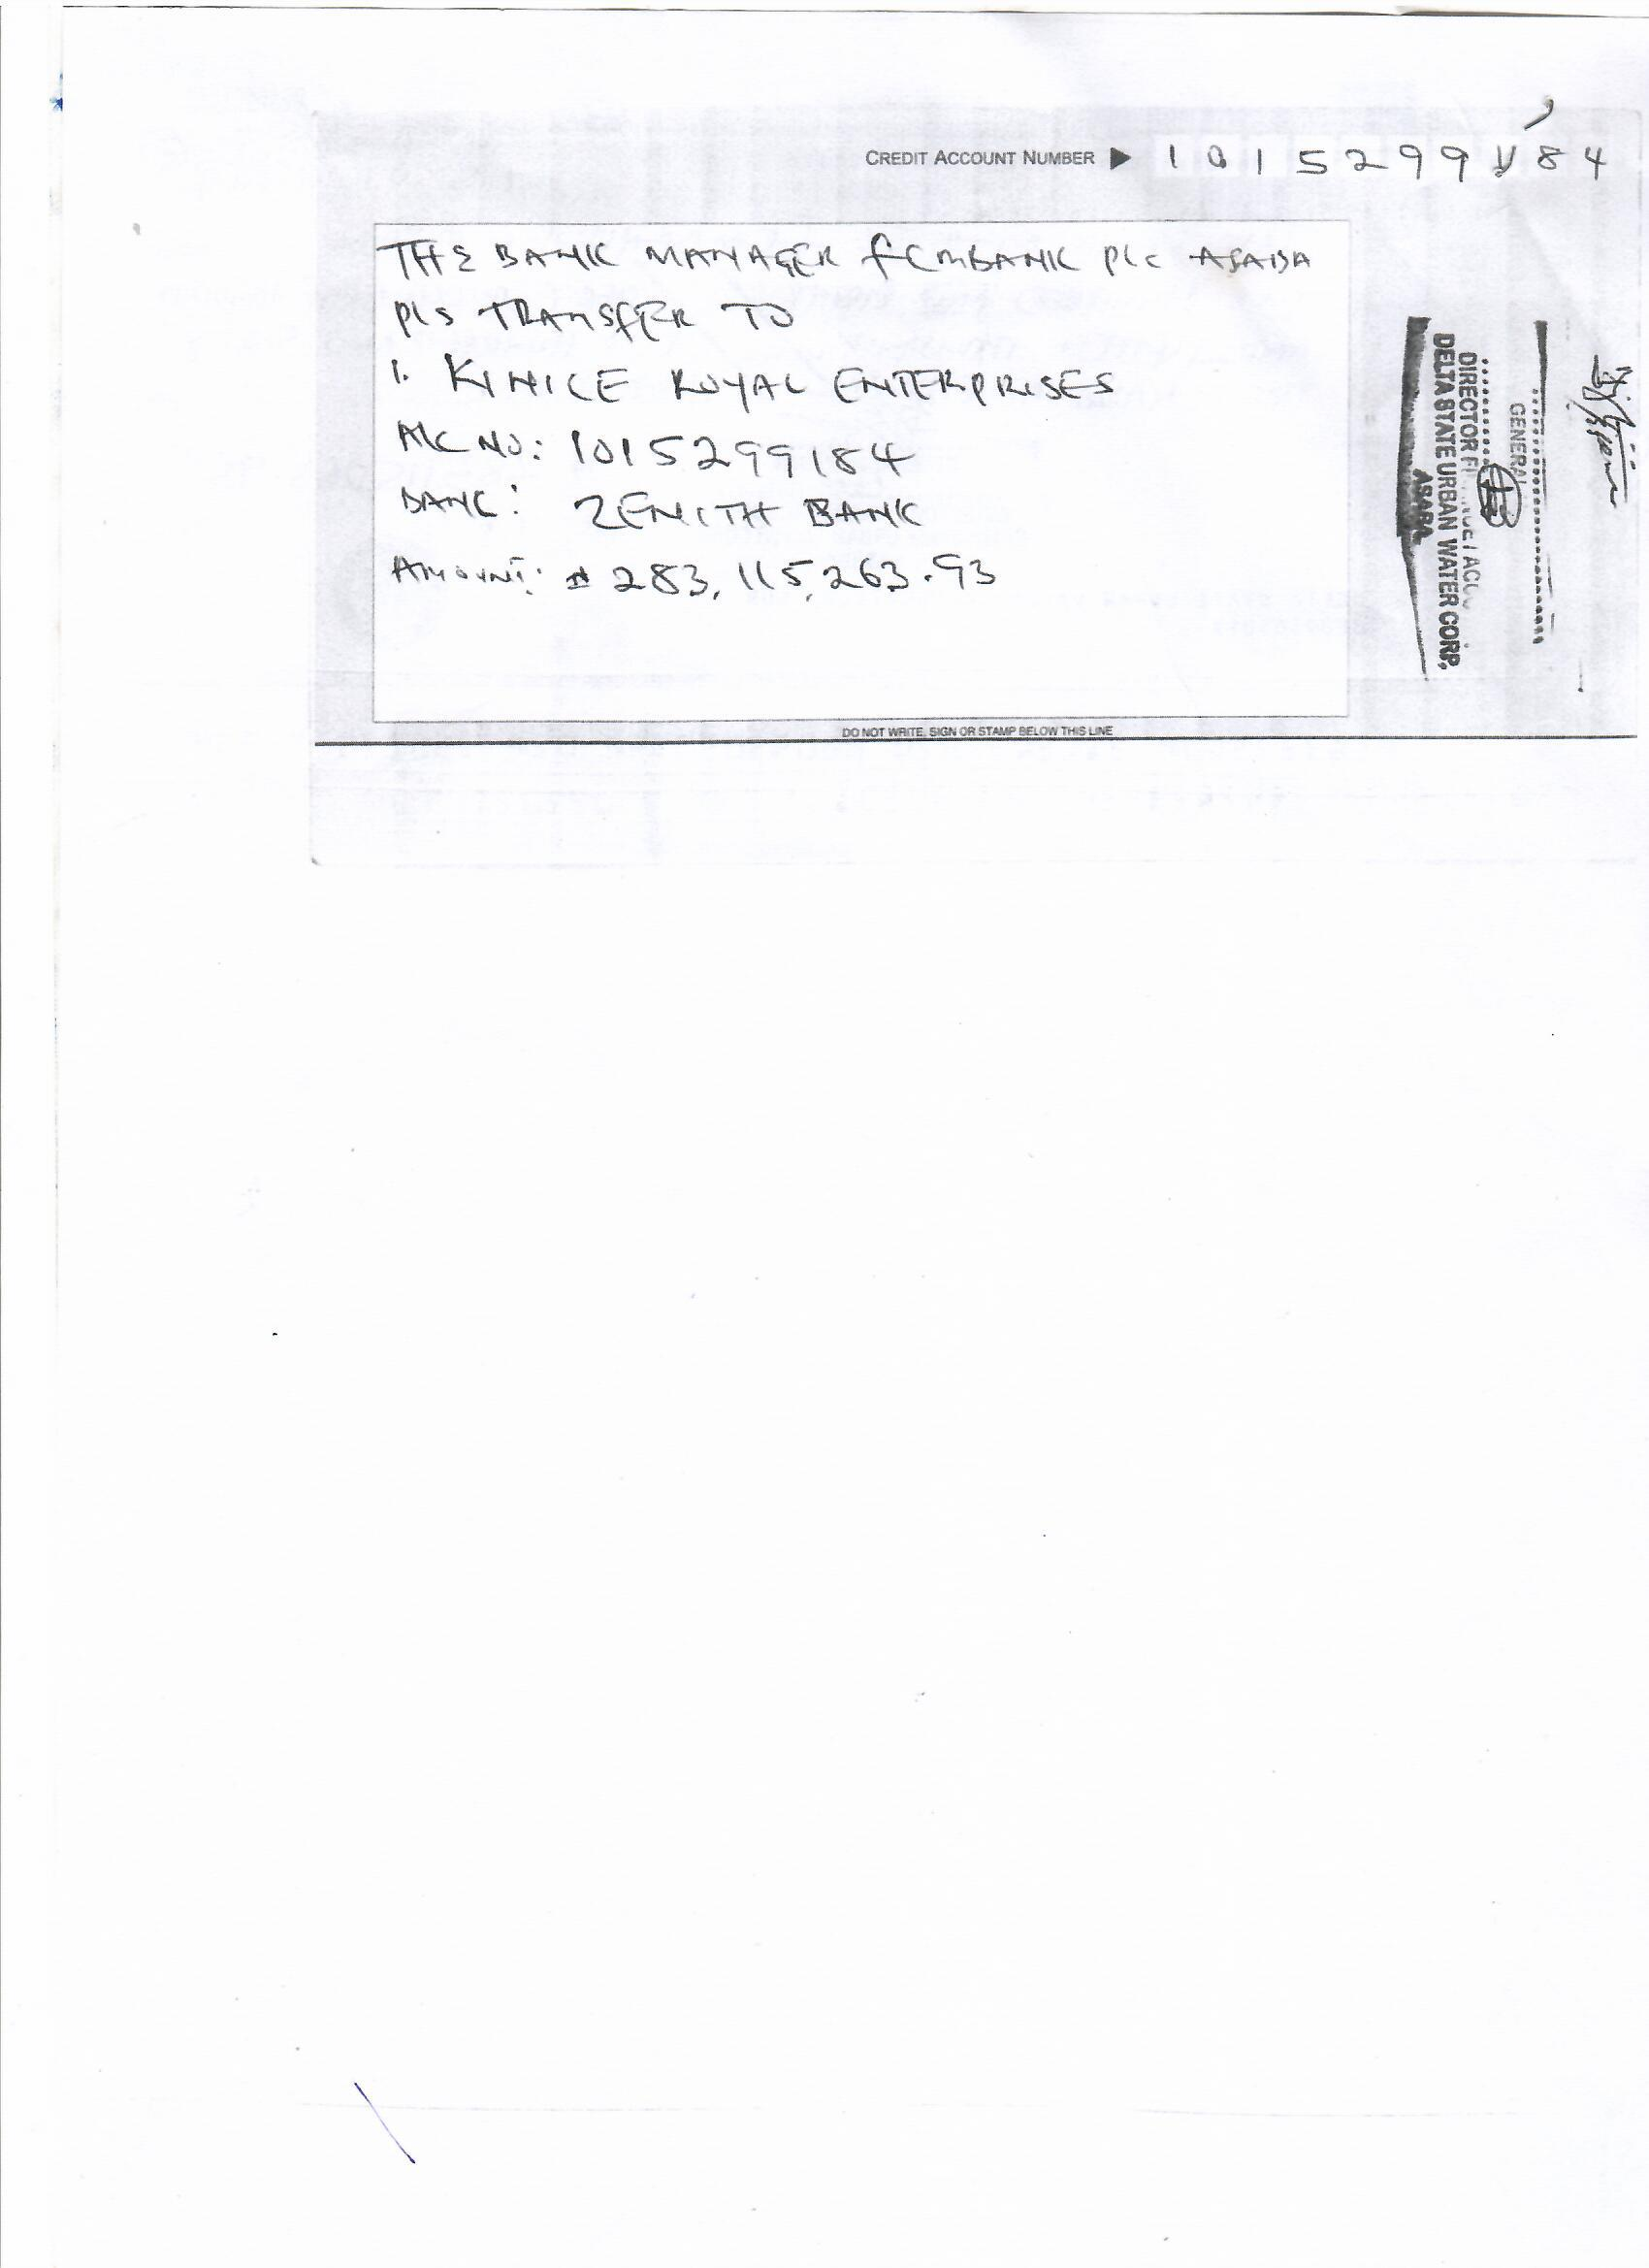 CREDIT ACCOUNT NUMBER ▶ 1015299184
THE BANK MANAGER FCMBANK PLC ASABA
PLS TRANSFER TO
1. KINICE ROYAL ENTERPRISES
A/C NO: 1015299184
BANK: ZENITH BANK
AMOUNT: ₦ 283,115,263.93
DO NOT WRITE, SIGN OR STAMP BELOW THIS LINE
GENERAL
DIRECTOR
DELTA STATE URBAN WATER CORP.
ASABA